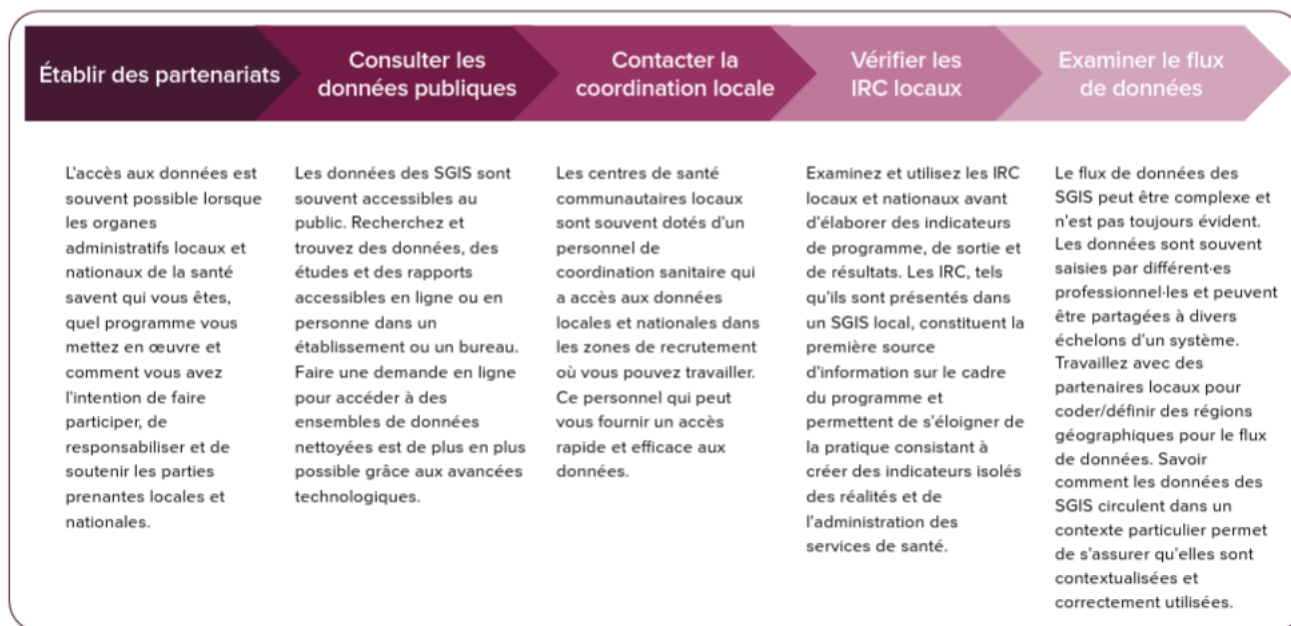 Établir des partenariats
Consulter les
données publiques
Contacter la
coordination locale
Vérifier les
IRC locaux
Examiner le flux
de données
L'accès aux données est
souvent possible lorsque
les organes
administratifs locaux et
nationaux de la santé
savent qui vous êtes,
quel programme vous
mettez en œuvre et
comment vous avez
l'intention de faire
participer, de
responsabiliser et de
soutenir les parties
prenantes locales et
nationales.
Les données des SGIS sont
souvent accessibles au
public. Recherchez et
trouvez des données, des
études et des rapports
accessibles en ligne ou en
personne dans un
établissement ou un bureau.
Faire une demande en ligne
pour accéder à des
ensembles de données
nettoyées est de plus en plus
possible grâce aux avancées
technologiques.
Les centres de santé
communautaires locaux
sont souvent dotés d'un
personnel de
coordination sanitaire qui
a accès aux données
locales et nationales dans
les zones de recrutement
où vous pouvez travailler.
Ce personnel qui peut
vous fournir un accès
rapide et efficace aux
données.
Examinez et utilisez les IRC
locaux et nationaux avant
d'élaborer des indicateurs
de programme, de sortie et
de résultats. Les IRC, tels
qu'ils sont présentés dans
un SGIS local, constituent la
première source
d'information sur le cadre
du programme et
permettent de s'éloigner de
la pratique consistant à
créer des indicateurs isolés
des réalités et de
l'administration des
services de santé.
Le flux de données des
SGIS peut être complexe et
n'est pas toujours évident.
Les données sont souvent
saisies par différent·es
professionnel·les et peuvent
être partagées à divers
échelons d'un système.
Travaillez avec des
partenaires locaux pour
coder/définir des régions
géographiques pour le flux
de données. Savoir
comment les données des
SGIS circulent dans un
contexte particulier permet
de s'assurer qu'elles sont
contextualisées et
correctement utilisées.